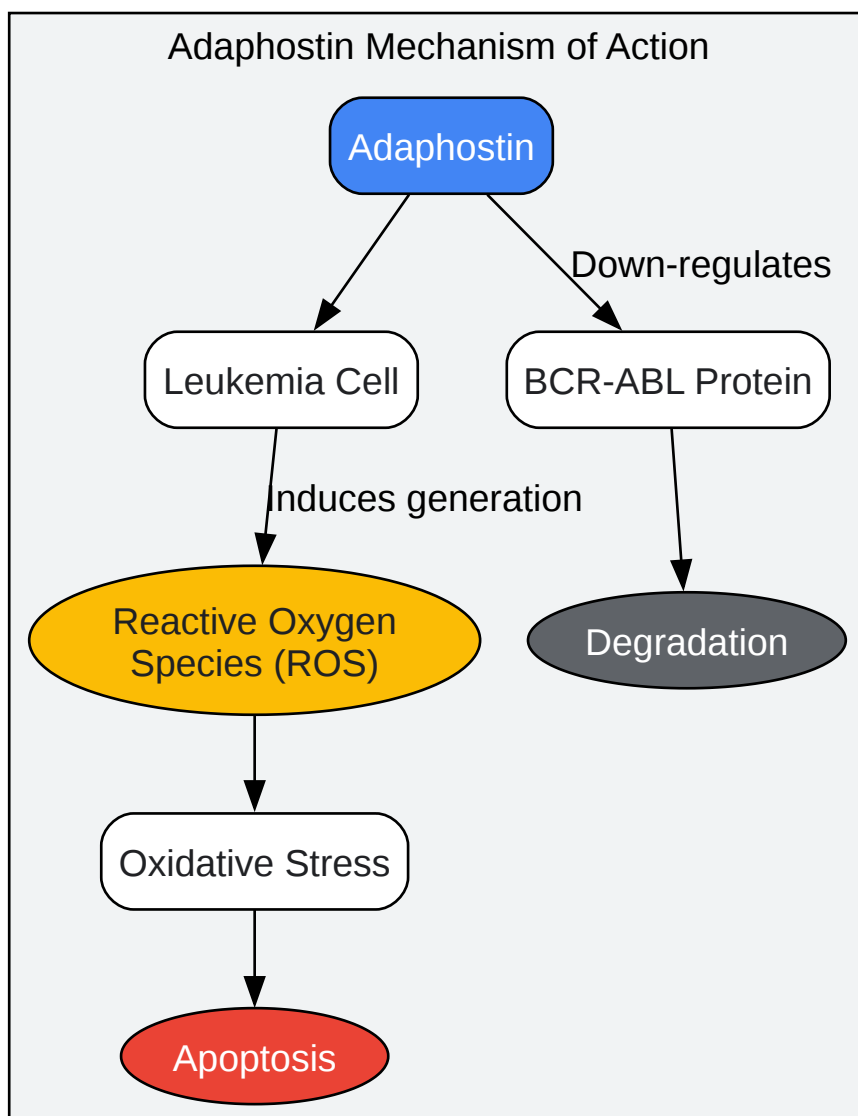 Adaphostin Mechanism of Action
Adaphostin
Down-regulates
Leukemia Cell
BCR-ABL Protein
Induces generation
Reactive Oxygen
Species (ROS)
Degradation
Oxidative Stress
Apoptosis